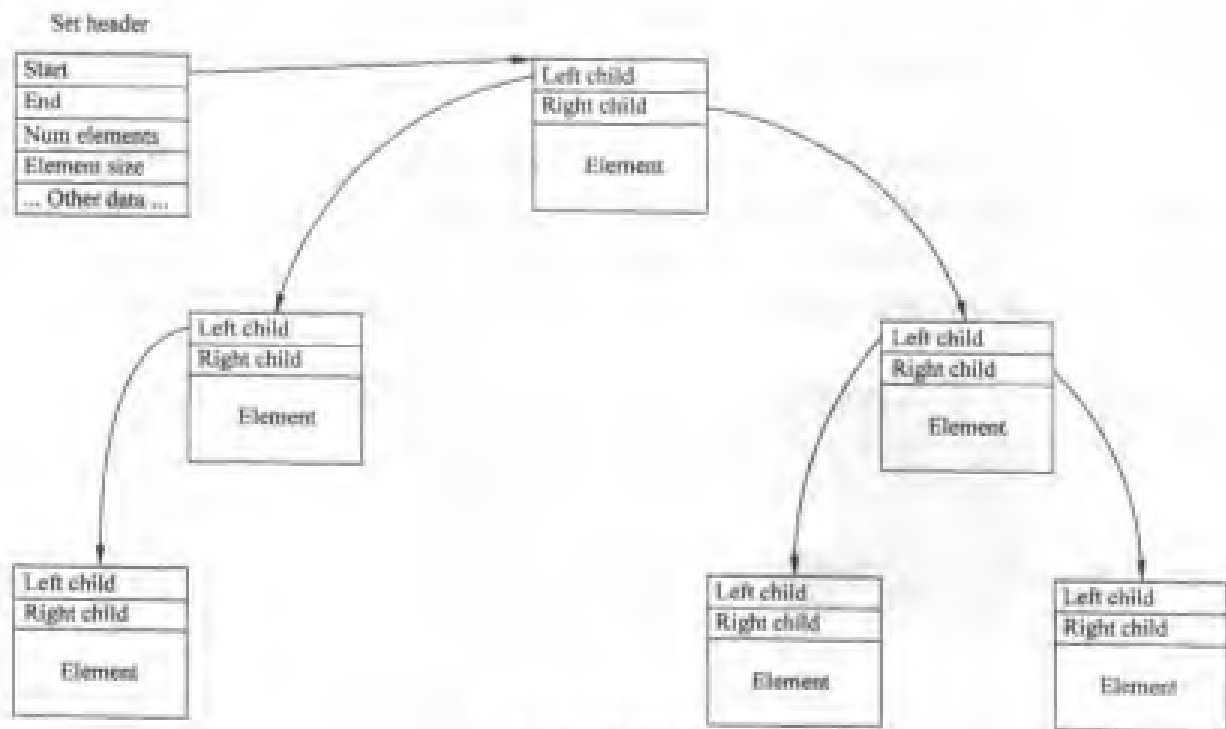 Set header
Start
End
Num elements
Element size
... Other data ...
Left child
Right child
Element
Left child
Right child
Element
Left child
Right child
Element
Left child
Right child
Element
Left child
Right child
Element
Left child
Right child
Element